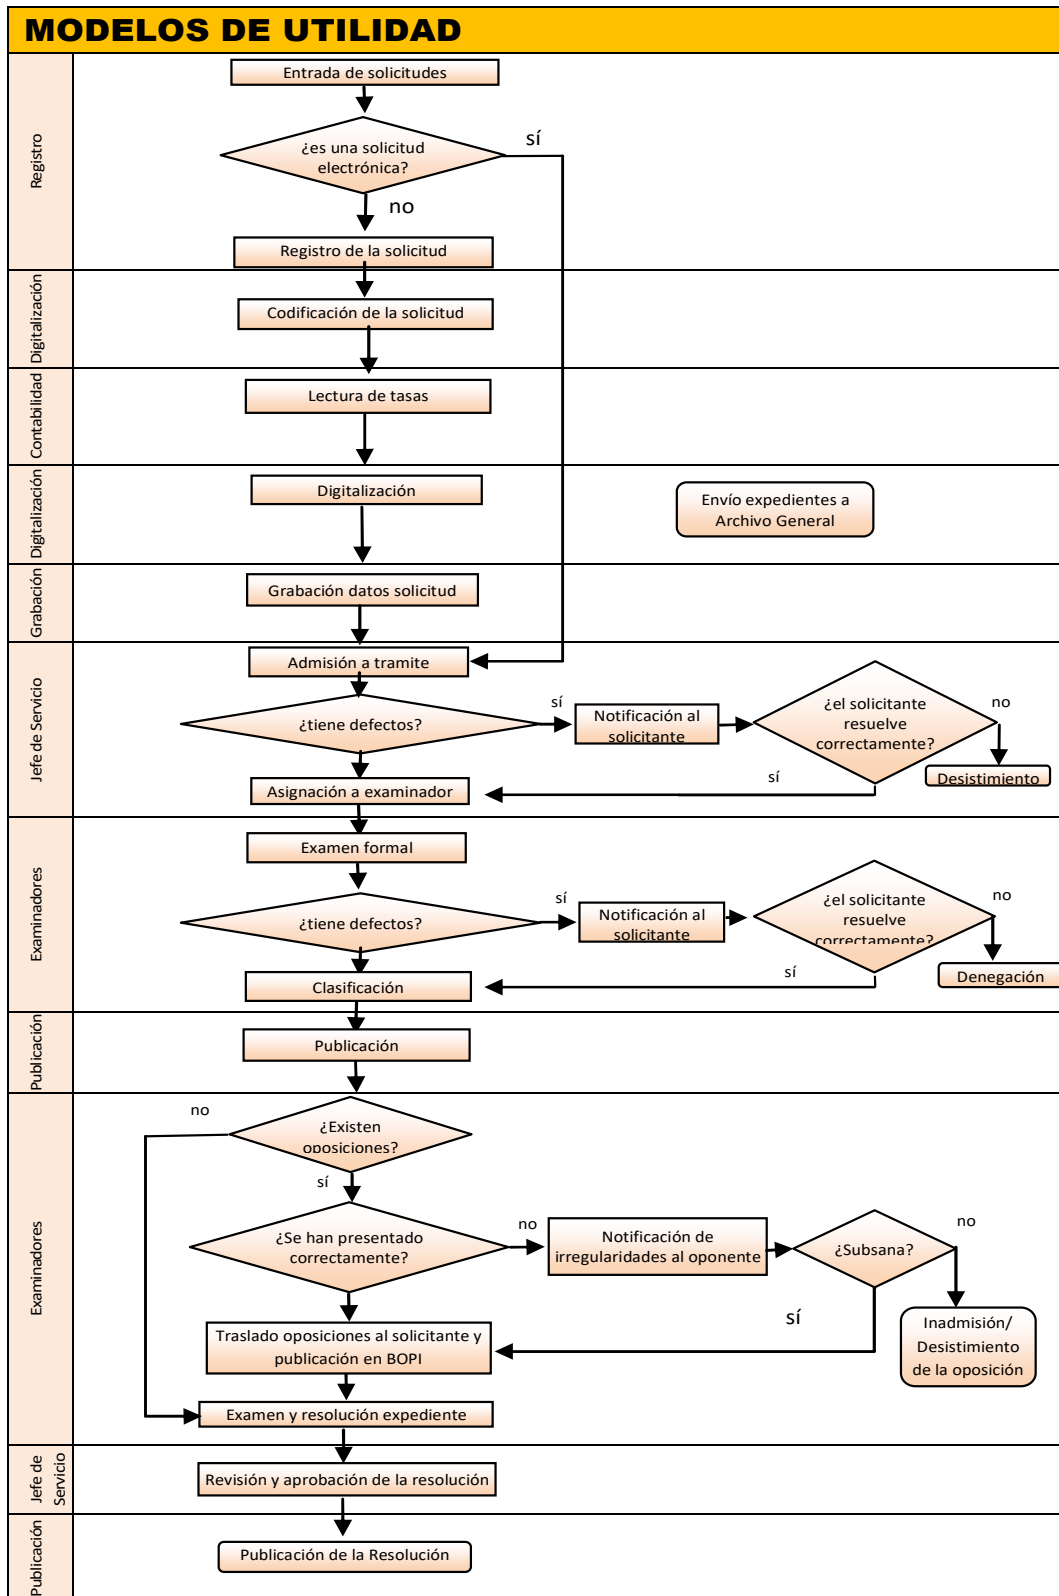 MODELOS DE UTILIDAD
Registro
Entrada de solicitudes
¿es una solicitud
electrónica?
sí
no
Registro de la solicitud
Digitalización
Codificación de la solicitud
Contabilidad
Lectura de tasas
Digitalización
Digitalización
Envío expedientes a
Archivo General
Grabación
Grabación datos solicitud
Jefe de Servicio
Admisión a tramite
¿tiene defectos?
sí
Notificación al
solicitante
¿el solicitante
resuelve
correctamente?
no
Desistimiento
sí
Asignación a examinador
Examinadores
Examen formal
¿tiene defectos?
sí
Notificación al
solicitante
¿el solicitante
resuelve
correctamente?
no
Denegación
sí
Clasificación
Publicación
Publicación
Examinadores
no
¿Existen
oposiciones?
sí
¿Se han presentado
correctamente?
no
Notificación de
irregularidades al oponente
¿Subsana?
no
sí
Inadmisión/
Desistimiento
de la oposición
Traslado oposiciones al solicitante y
publicación en BOPI
Examen y resolución expediente
Jefe de
Servicio
Revisión y aprobación de la resolución
Publicación
Publicación de la Resolución